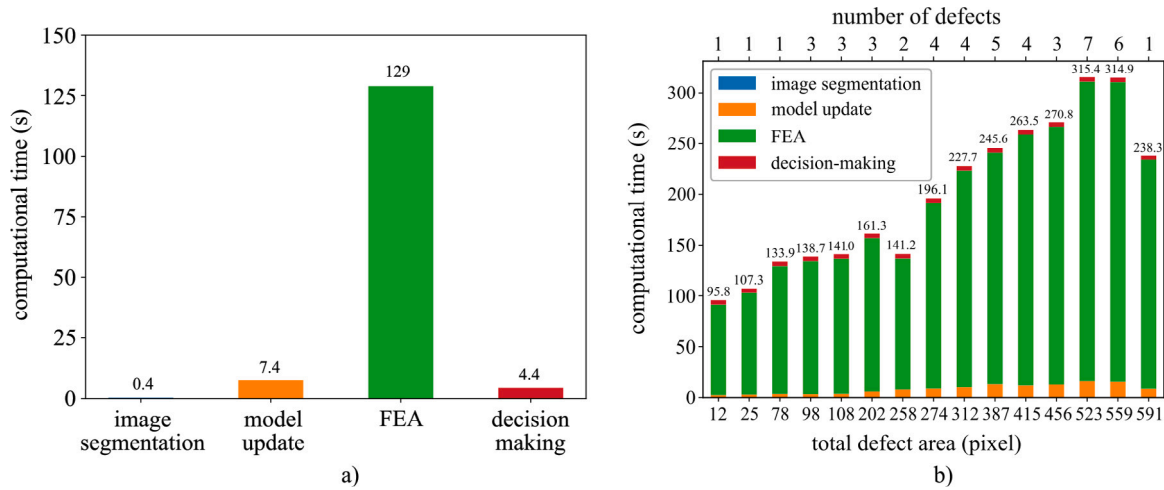 150
125
100
75
50
25
0
computational time (s)
0.4
7.4
129
4.4
image segmentation
model update
FEA
decision making
a)
number of defects
1 1 1 3 3 3 2 4 4 5 4 3 7 6 1
300
250
200
150
100
50
0
computational time (s)
image segmentation
model update
FEA
decision-making
95.8
107.3
133.9
138.7
141.0
161.3
141.2
196.1
227.7
245.6
263.5
270.8
315.4
314.9
238.3
12 25 78 98 108 202 258 274 312 387 415 456 523 559 591
total defect area (pixel)
b)